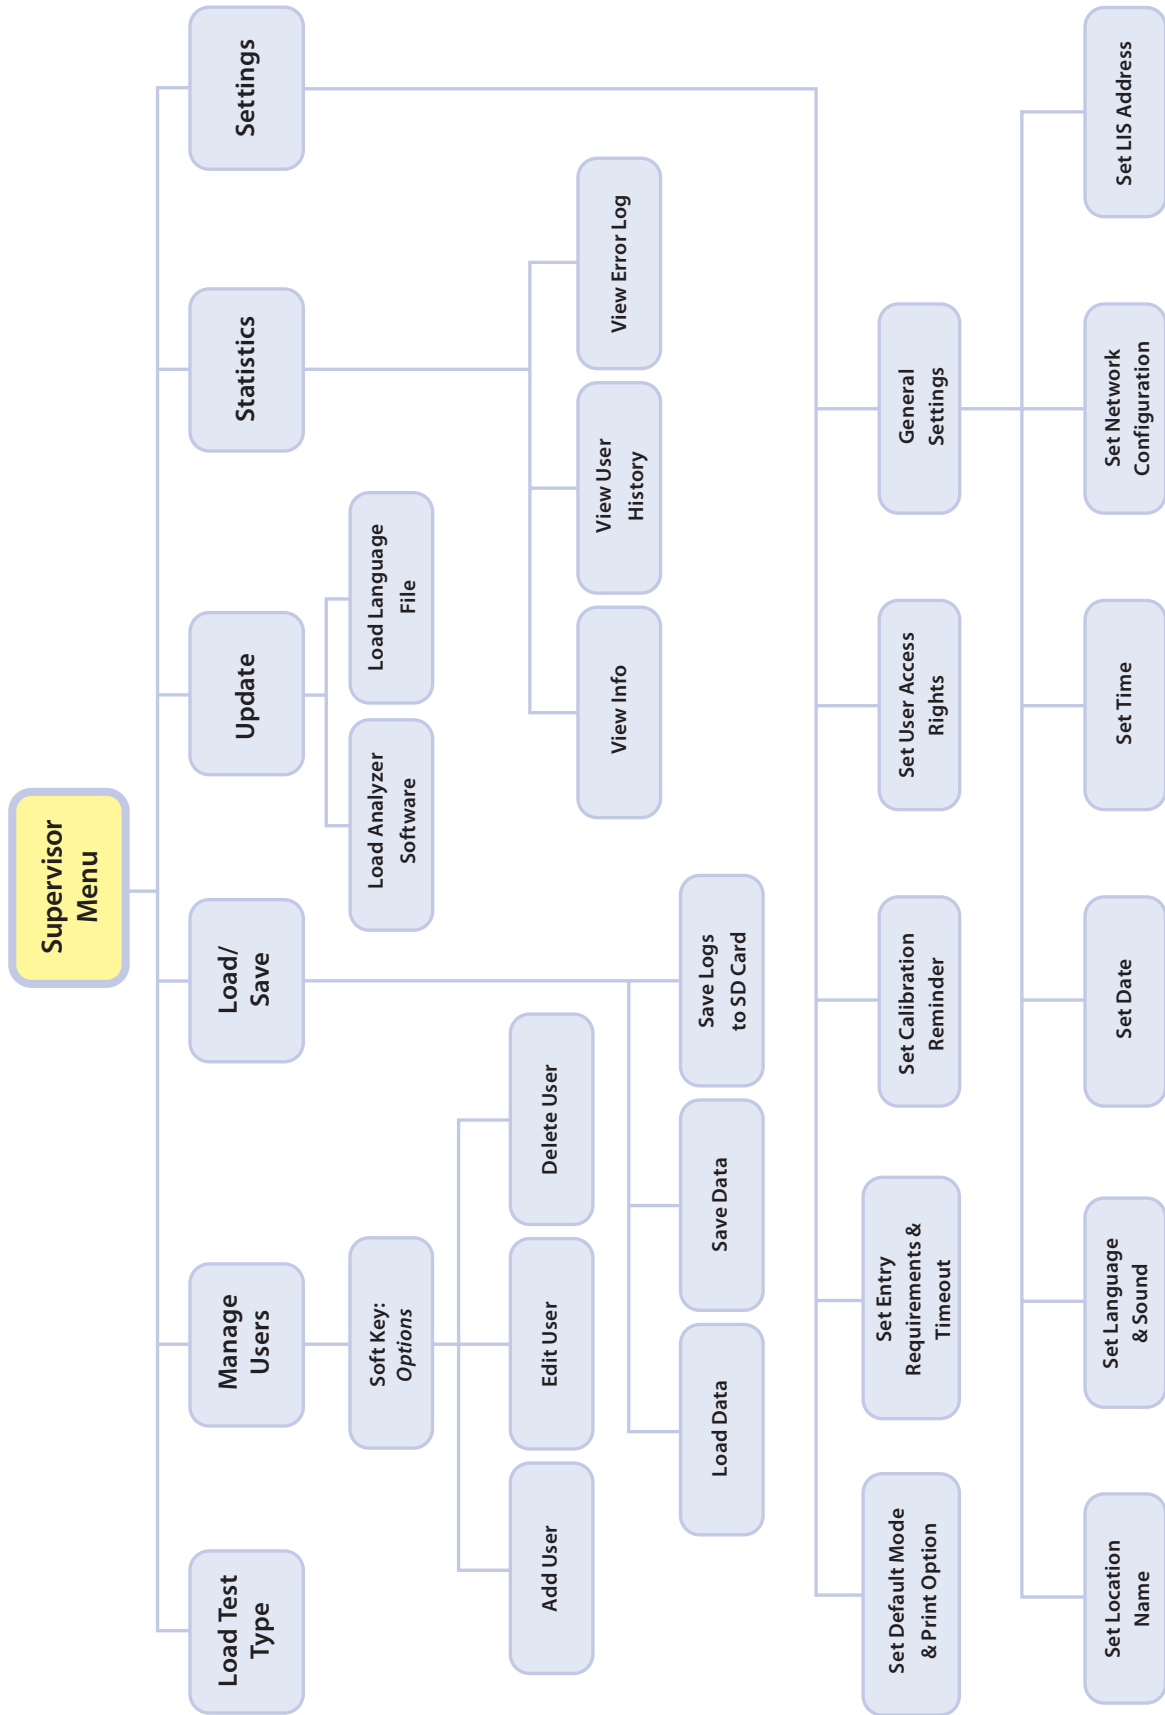 Supervisor
Menu
Load Test
Type
Manage
Users
Load/
Save
Update
Statistics
Settings
Soft Key:
Options
Load Analyzer
Software
Load Language
File
Add User
Edit User
Delete User
View Info
View User
History
View Error Log
Load Data
Save Data
Save Logs
to SD Card
Set Default Mode
& Print Option
Set Entry
Requirements &
Timeout
Set Calibration
Reminder
Set User Access
Rights
General
Settings
Set Location
Name
Set Language
& Sound
Set Date
Set Time
Set Network
Configuration
Set LIS Address